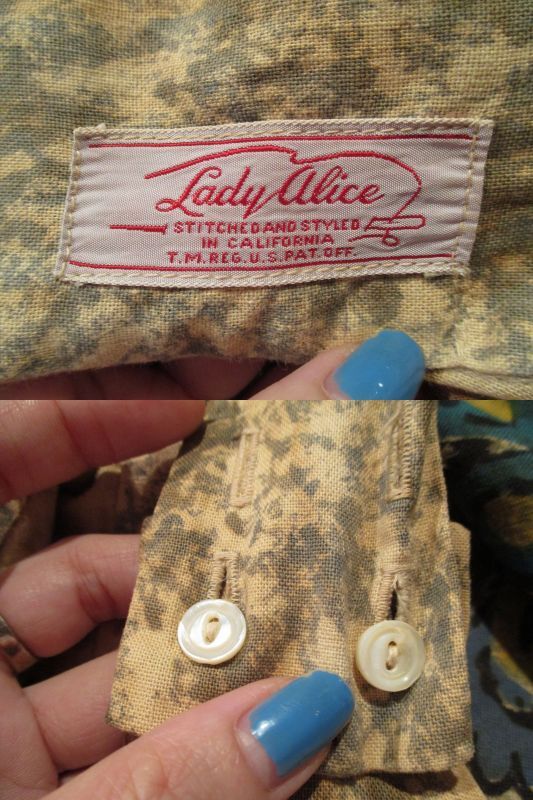 Lady Alice
STITCHED AND STYLED
IN CALIFORNIA
T.M. REG. U.S. PAT. OFF.